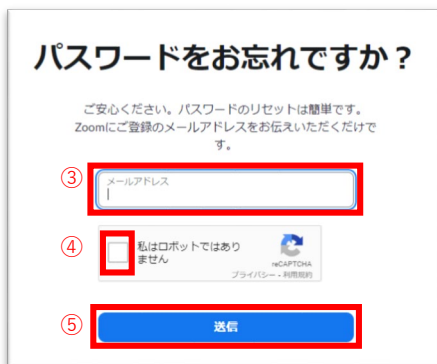 パスワードをお忘れですか？
ご安心ください。パスワードのリセットは簡単です。
Zoomにご登録のメールアドレスをお伝えいただくだけで
す。
③
メールアドレス
④
私はロボットではあり
ません
reCAPTCHA
プライバシー - 利用規約
⑤
送信